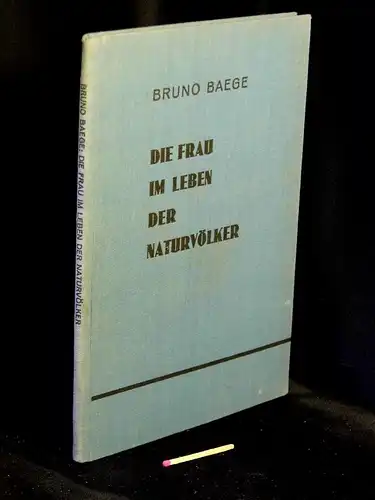 BRUNO BAEGE
DIE FRAU
IM LEBEN
DER
NATURVÖLKER
BRUNO BAEGE: DIE FRAU IM LEBEN DER NATURVÖLKER